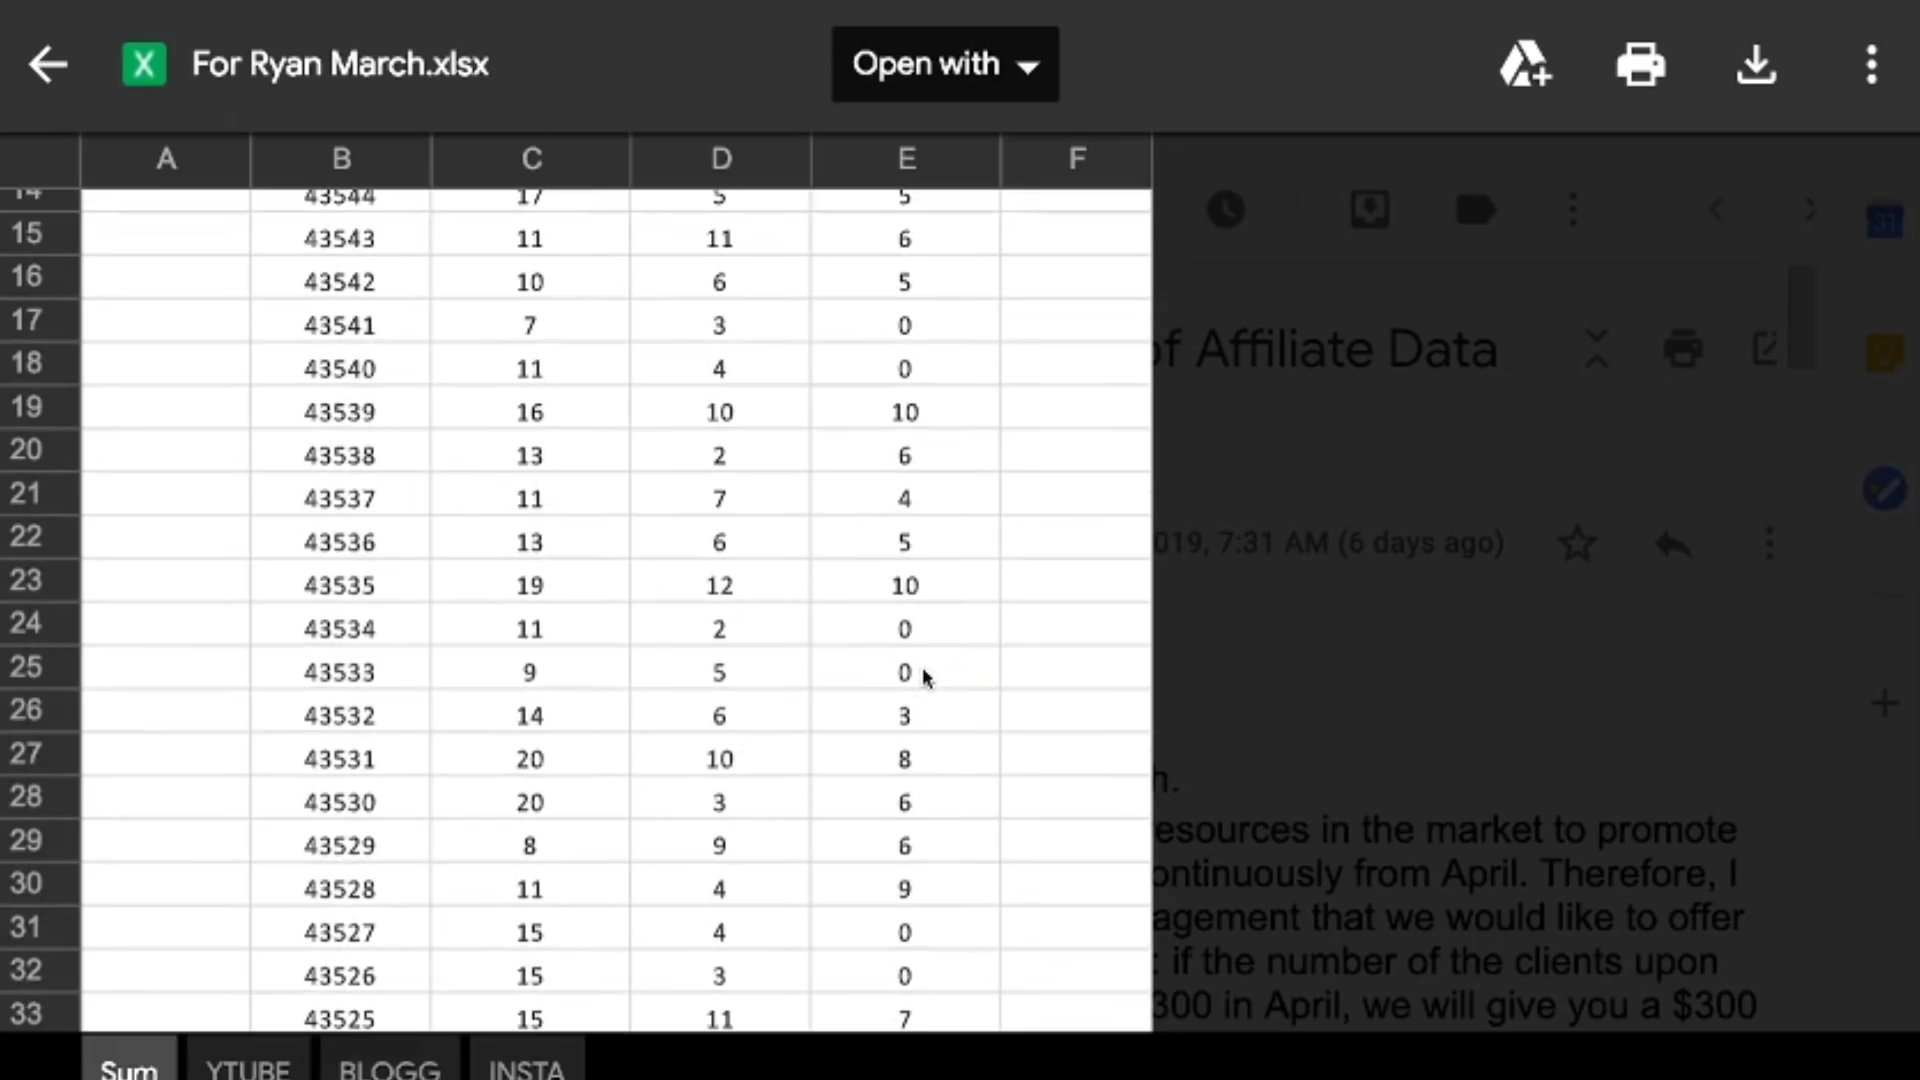 For Ryan March.xlsx Open with
A B C D E F
14 43544 17 5 5
15 43543 11 11 6
16 43542 10 6 5
17 43541 7 3 0
18 43540 11 4 0
19 43539 16 10 10
20 43538 13 2 6
21 43537 11 7 4
22 43536 13 6 5
23 43535 19 12 10
24 43534 11 2 0
25 43533 9 5 0
26 43532 14 6 3
27 43531 20 10 8
28 43530 20 3 6
29 43529 8 9 6
30 43528 11 4 9
31 43527 15 4 0
32 43526 15 3 0
33 43525 15 11 7
Sum YTUBE BLOGG INSTA
31
of Affiliate Data
019, 7:31 AM (6 days ago)
h.
esources in the market to promote
ontinuously from April. Therefore, I
agement that we would like to offer
: if the number of the clients upon
300 in April, we will give you a $300